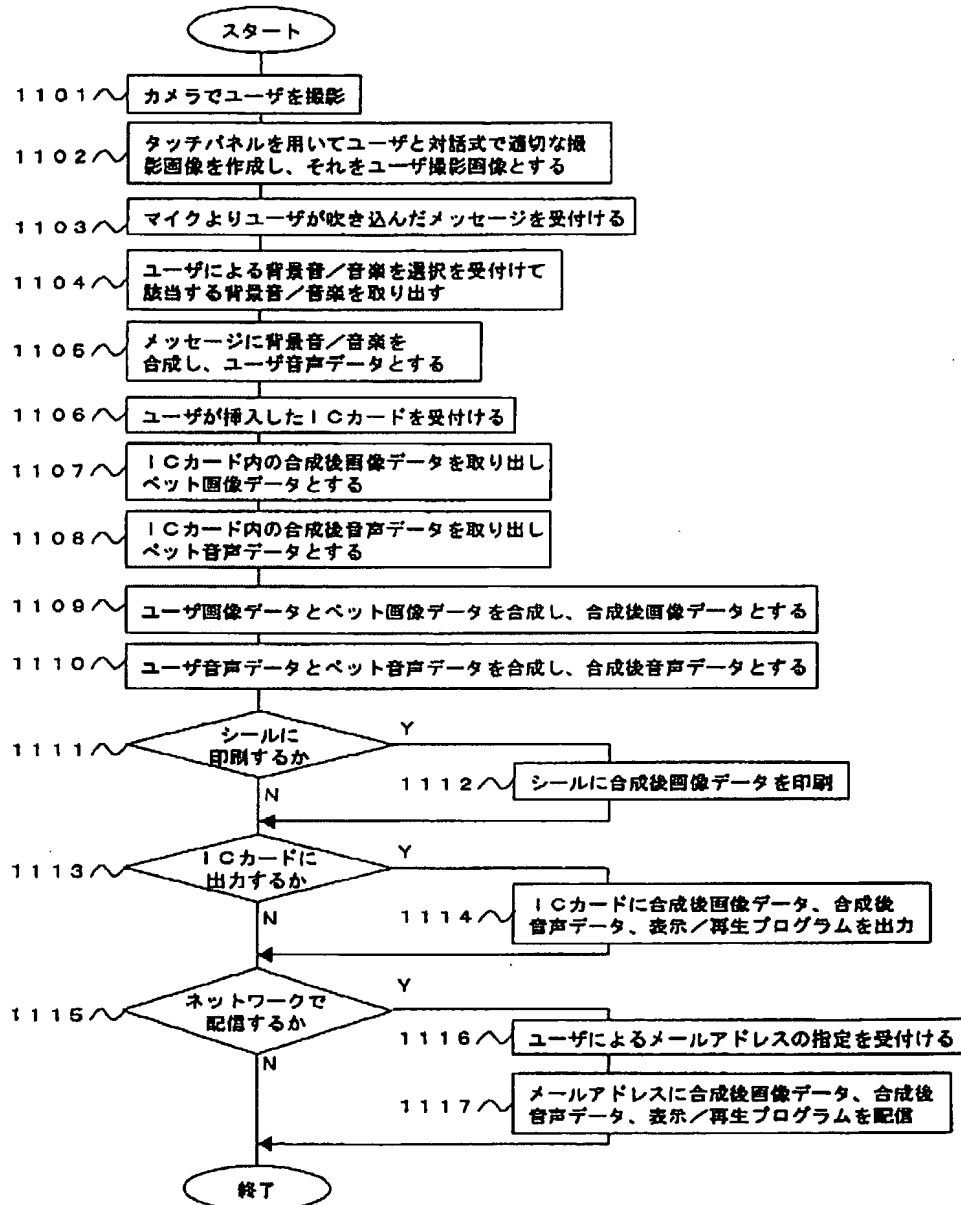 スタート
1101 カメラでユーザを撮影
1102 タッチパネルを用いてユーザと対話式で適切な撮
影画像を作成し、それをユーザ撮影画像とする
1103 マイクよりユーザが吹き込んだメッセージを受付ける
1104 ユーザによる背景音／音楽を選択を受付けて
該当する背景音／音楽を取り出す
1105 メッセージに背景音／音楽を
合成し、ユーザ音声データとする
1106 ユーザが挿入したICカードを受付ける
1107 ICカード内の合成後画像データを取り出し
ペット画像データとする
1108 ICカード内の合成後音声データを取り出し
ペット音声データとする
1109 ユーザ画像データとペット画像データを合成し、合成後画像データとする
1110 ユーザ音声データとペット音声データを合成し、合成後音声データとする
1111 シールに
印刷するか
Y
N
1112 シールに合成後画像データを印刷
1113 ICカードに
出力するか
Y
N
1114 ICカードに合成後画像データ、合成後
音声データ、表示／再生プログラムを出力
1115 ネットワークで
配信するか
Y
N
1116 ユーザによるメールアドレスの指定を受付ける
1117 メールアドレスに合成後画像データ、合成後
音声データ、表示／再生プログラムを配信
終了